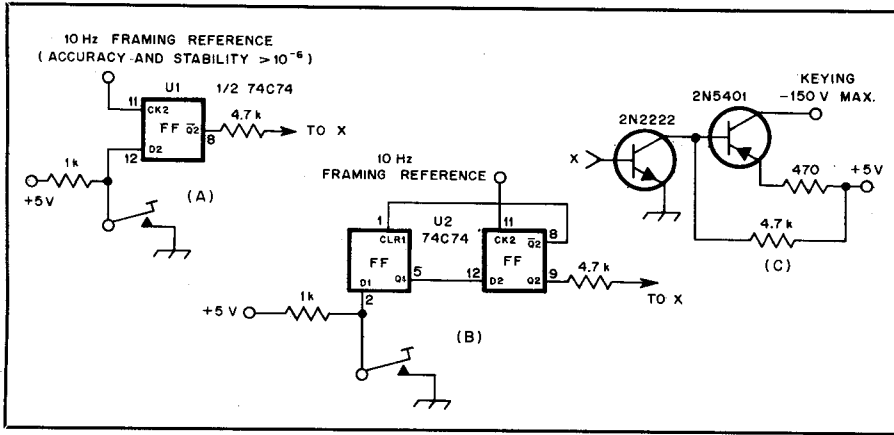 10 Hz FRAMING REFERENCE
( ACCURACY AND STABILITY > 10⁻⁶ )
U1
1/2 74C74
11
CK2
FF
Q̅2
8
4.7 k
TO X
D2
12
1k
+5V
(A)
10 Hz
FRAMING REFERENCE
1
CLR1
U2
74C74
11
CK2
Q̅2
8
FF
Q1
5
12
FF
D2
Q2
9
4.7 k
TO X
D1
2
1k
+5 V
(B)
KEYING
-150 V MAX.
2N5401
2N2222
X
470
+5V
4.7 k
(C)